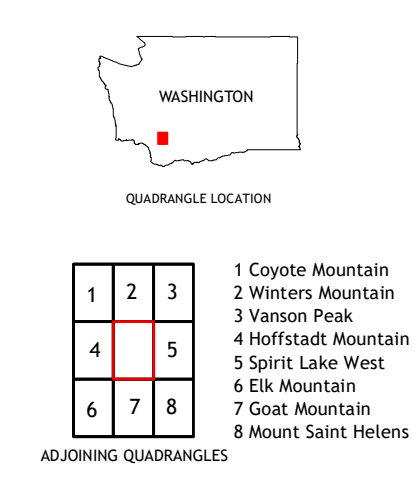 WASHINGTON
QUADRANGLE LOCATION
1 2 3
4 5
6 7 8
1 Coyote Mountain
2 Winters Mountain
3 Vanson Peak
4 Hoffstadt Mountain
5 Spirit Lake West
6 Elk Mountain
7 Goat Mountain
8 Mount Saint Helens
ADJOINING QUADRANGLES